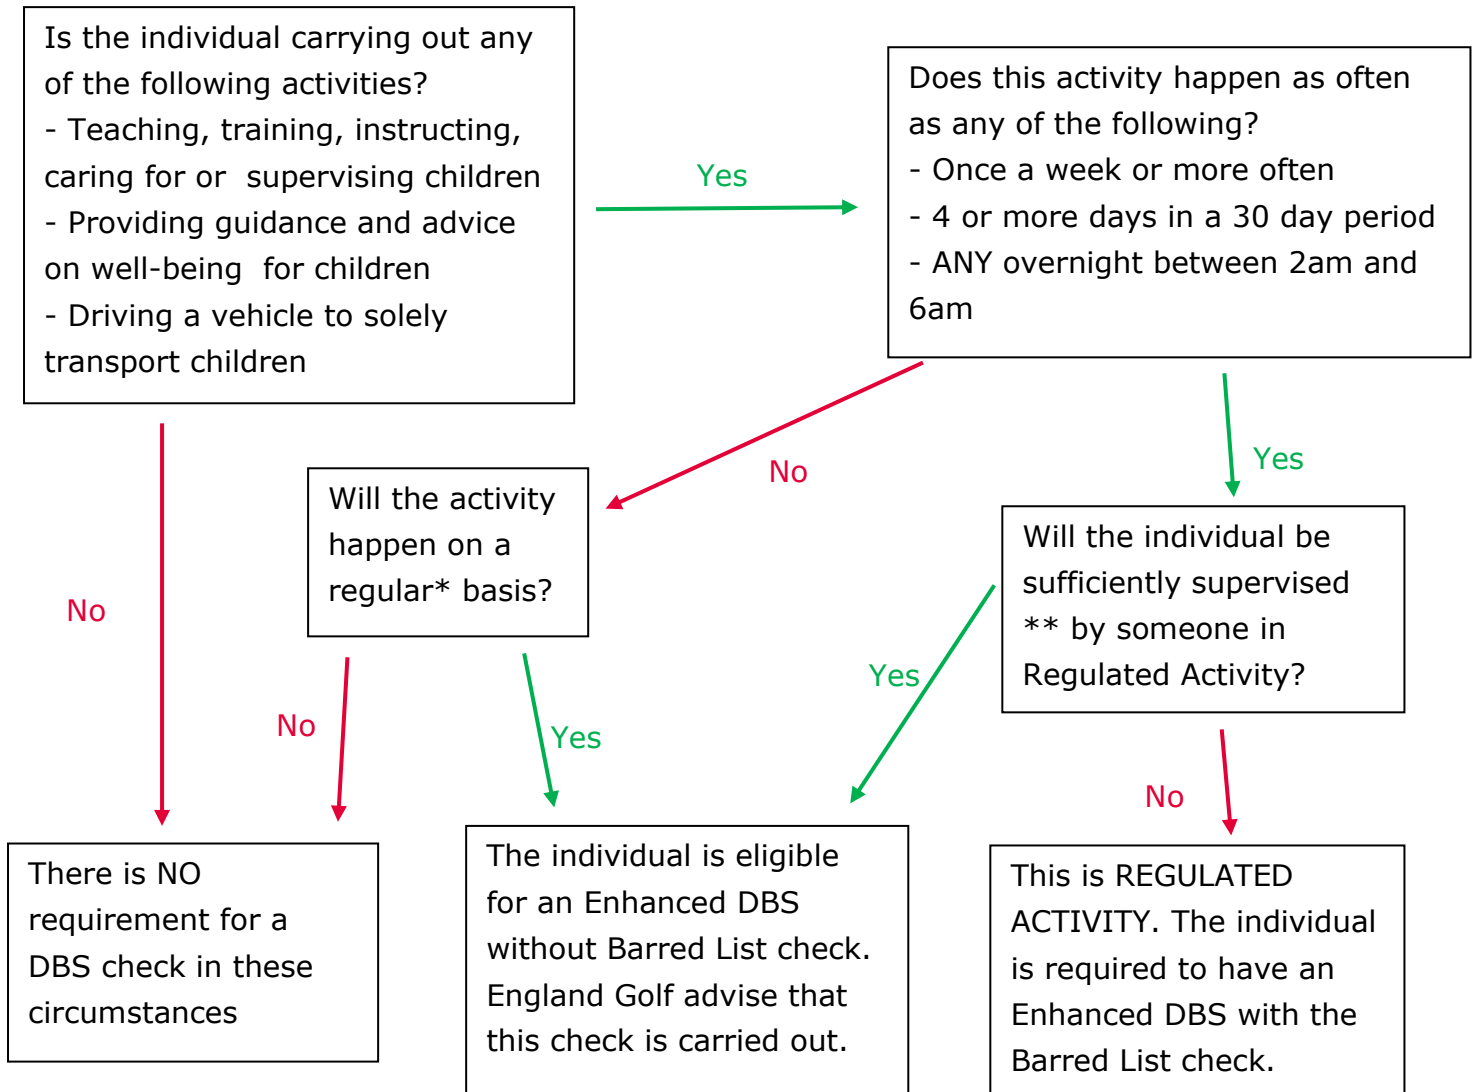 Is the individual carrying out any
of the following activities?
- Teaching, training, instructing,
caring for or supervising children
- Providing guidance and advice
on well-being for children
- Driving a vehicle to solely
transport children
Yes
Does this activity happen as often
as any of the following?
- Once a week or more often
- 4 or more days in a 30 day period
- ANY overnight between 2am and
6am
No
No
Yes
Will the activity
happen on a
regular* basis?
Will the individual be
sufficiently supervised
** by someone in
Regulated Activity?
No
Yes
Yes
No
There is NO
requirement for a
DBS check in these
circumstances
The individual is eligible
for an Enhanced DBS
without Barred List check.
England Golf advise that
this check is carried out.
This is REGULATED
ACTIVITY. The individual
is required to have an
Enhanced DBS with the
Barred List check.